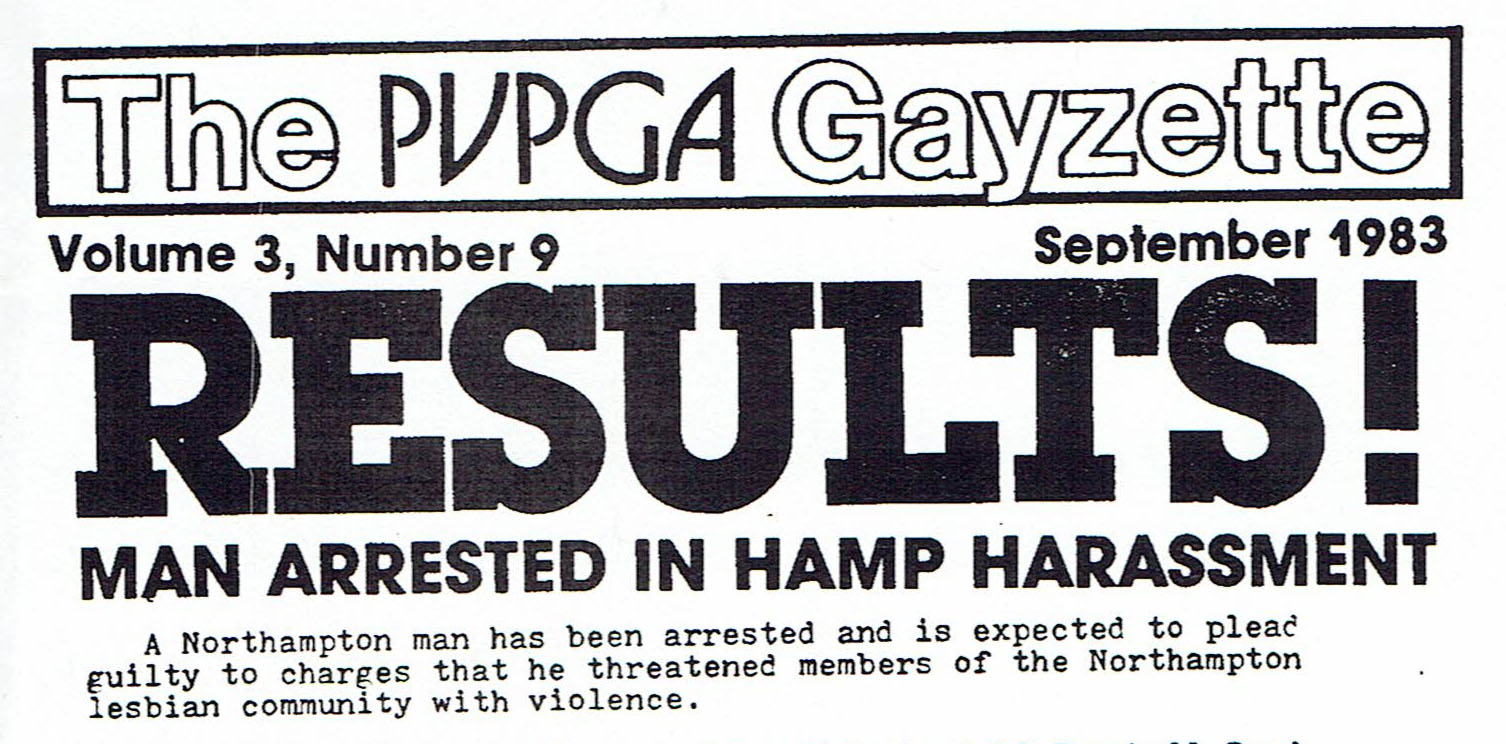 The PVPGA Gayzette
Volume 3, Number 9 September 1983
RESULTS!
MAN ARRESTED IN HAMP HARASSMENT
A Northampton man has been arrested and is expected to plead
guilty to charges that he threatened members of the Northampton
lesbian community with violence.